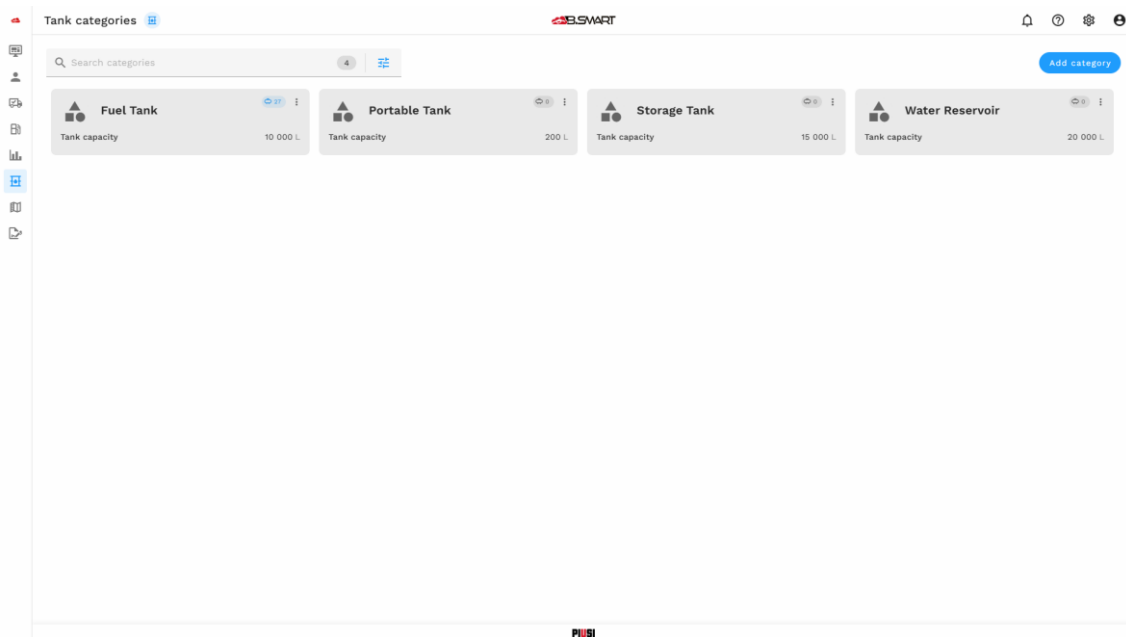 Tank categories
B.SMART
Search categories
4
Add category
Fuel Tank
27
Tank capacity
10 000 L
Portable Tank
0
Tank capacity
200 L
Storage Tank
0
Tank capacity
15 000 L
Water Reservoir
0
Tank capacity
20 000 L
PIUSI